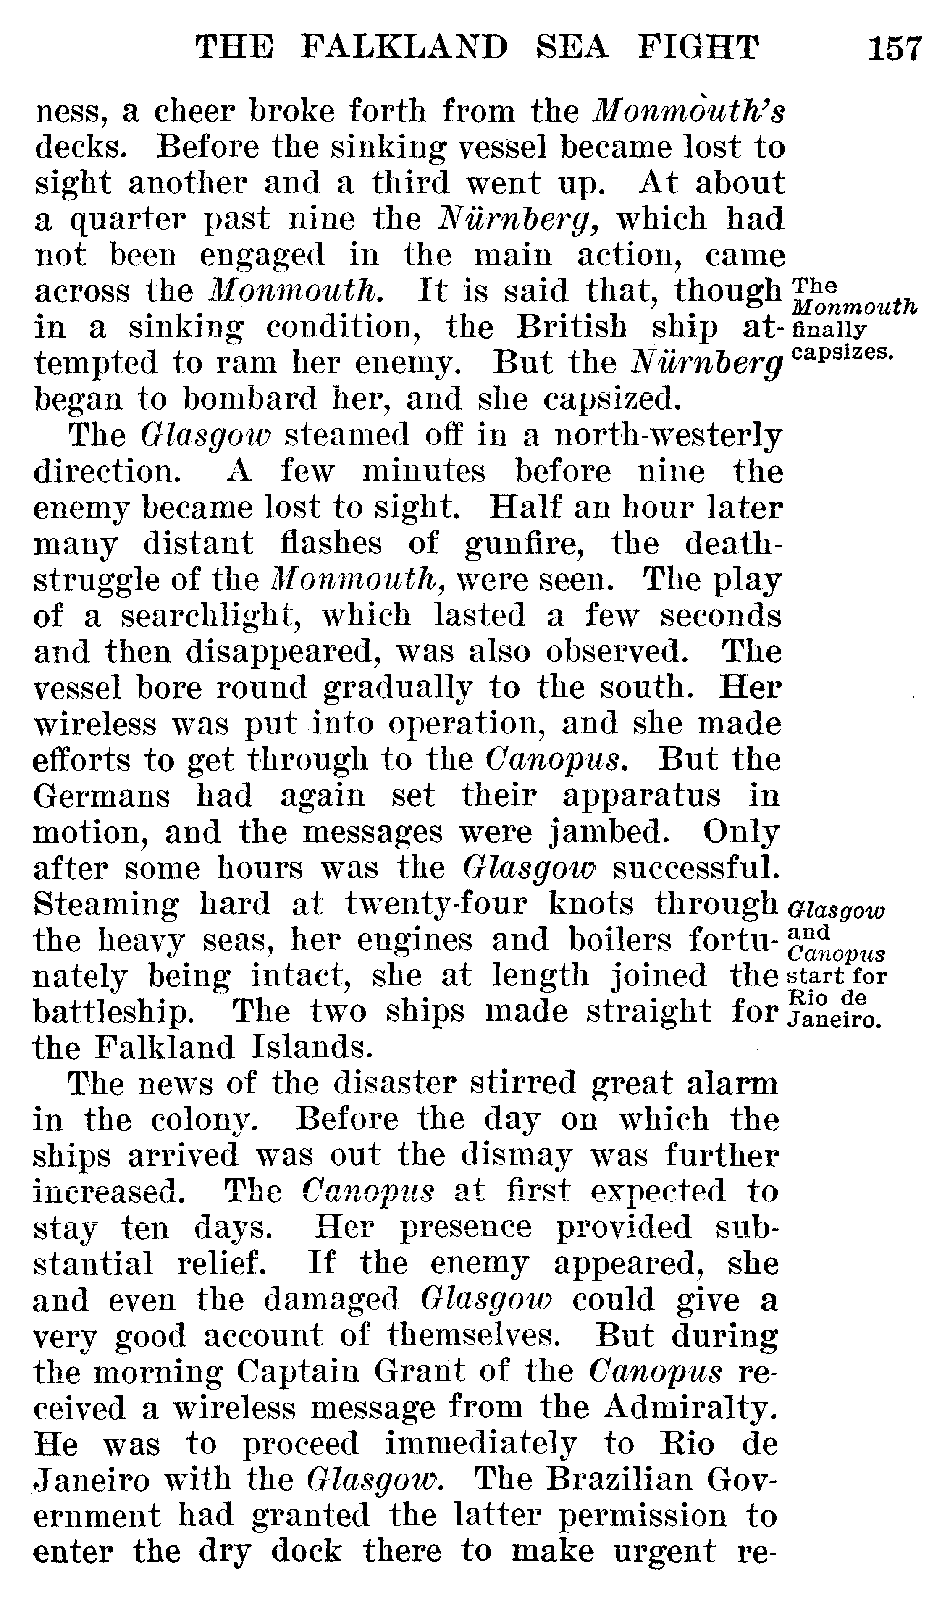 THE FALKLAND SEA FIGHT 157
ness, a cheer broke forth from the Monmouth's
decks. Before the sinking vessel became lost to
sight another and a third went up. At about
a quarter past nine the Nürnberg, which had
not been engaged in the main action, came
across the Monmouth. It is said that, though
in a sinking condition, the British ship at-
tempted to ram her enemy. But the Nürnberg
began to bombard her, and she capsized.
The
Monmouth
finally
capsizes.
The Glasgow steamed off in a north-westerly
direction. A few minutes before nine the
enemy became lost to sight. Half an hour later
many distant flashes of gunfire, the death-
struggle of the Monmouth, were seen. The play
of a searchlight, which lasted a few seconds
and then disappeared, was also observed. The
vessel bore round gradually to the south. Her
wireless was put into operation, and she made
efforts to get through to the Canopus. But the
Germans had again set their apparatus in
motion, and the messages were jambed. Only
after some hours was the Glasgow successful.
Steaming hard at twenty-four knots through
the heavy seas, her engines and boilers fortu-
nately being intact, she at length joined the
battleship. The two ships made straight for
the Falkland Islands.
Glasgow
and
Canopus
start for
Rio de
Janeiro.
The news of the disaster stirred great alarm
in the colony. Before the day on which the
ships arrived was out the dismay was further
increased. The Canopus at first expected to
stay ten days. Her presence provided sub-
stantial relief. If the enemy appeared, she
and even the damaged Glasgow could give a
very good account of themselves. But during
the morning Captain Grant of the Canopus re-
ceived a wireless message from the Admiralty.
He was to proceed immediately to Rio de
Janeiro with the Glasgow. The Brazilian Gov-
ernment had granted the latter permission to
enter the dry dock there to make urgent re-